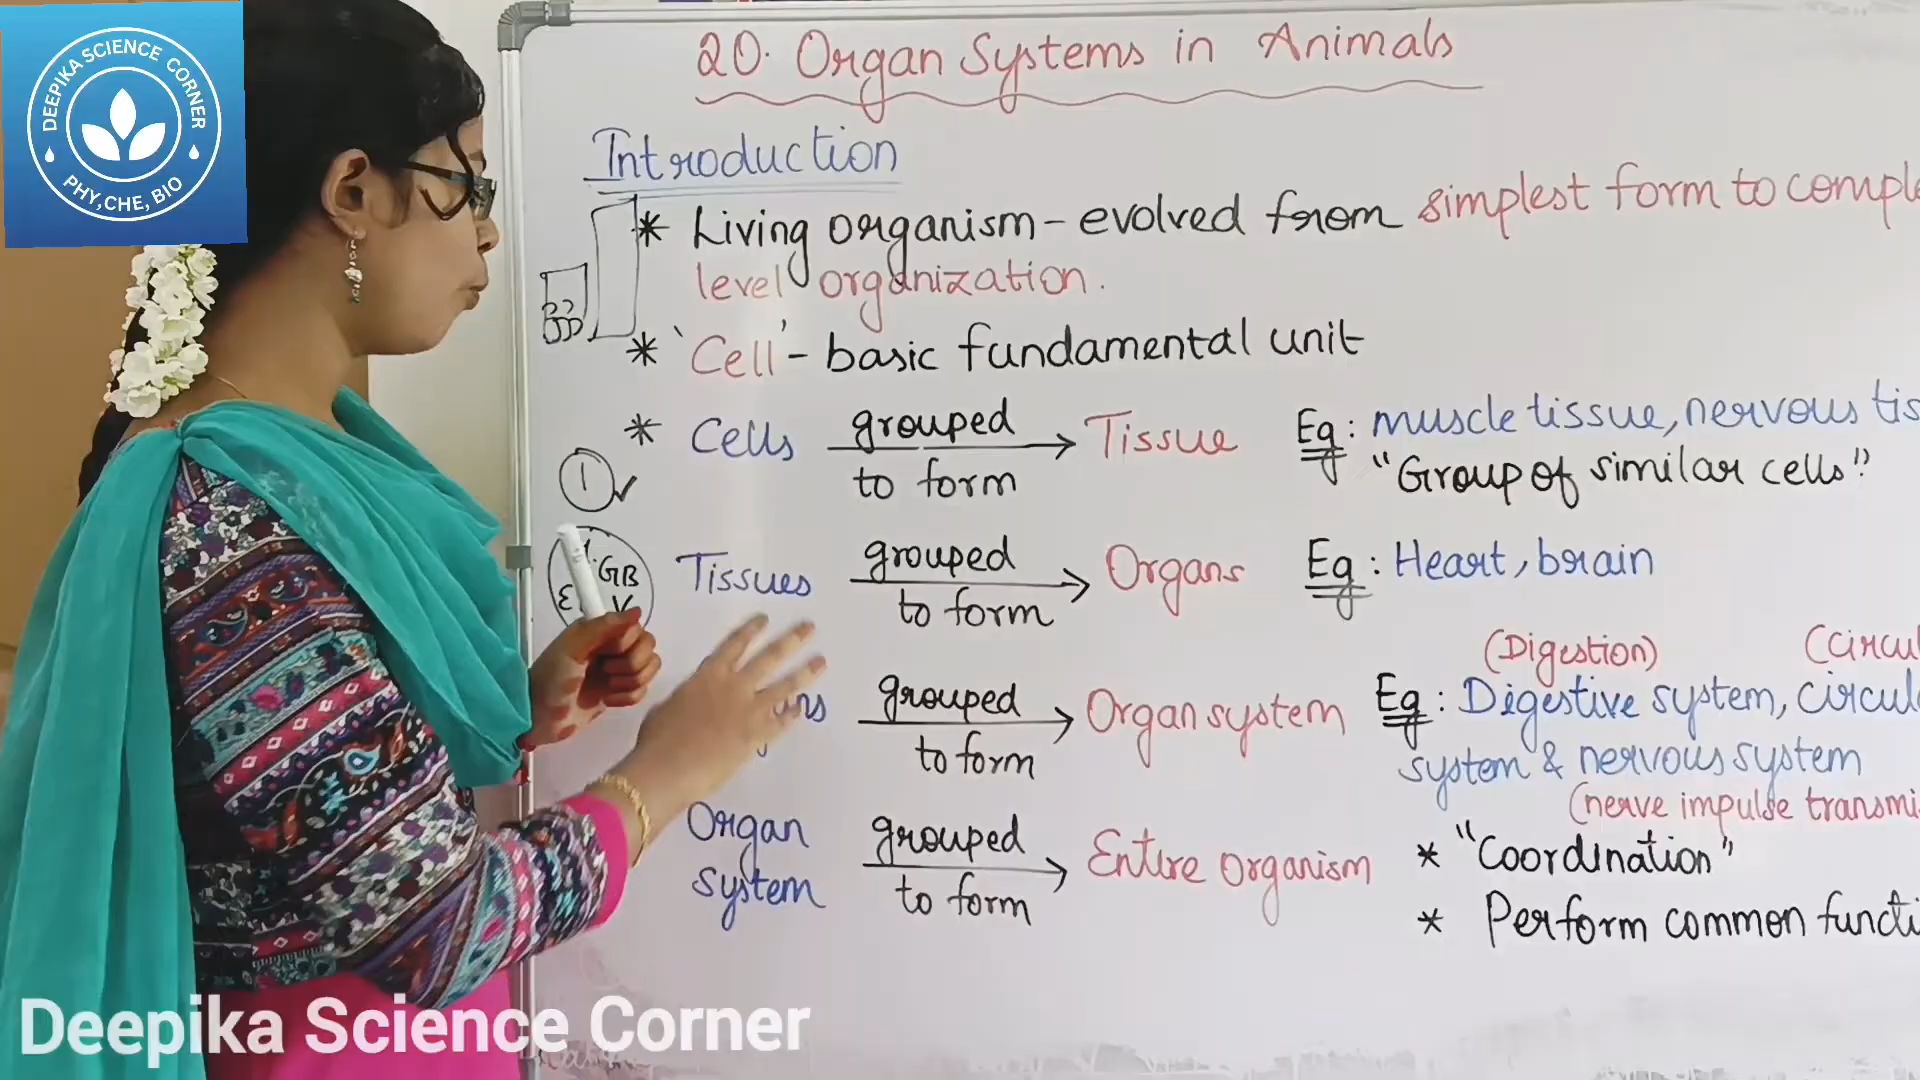 DEEPIKA SCIENCE CORNER
PHY,CHE, BIO
20. Organ Systems in Animals
Introduction
* Living organism - evolved from simplest form to comple
level organization.
* 'Cell' - basic fundamental unit
* Cells grouped to form Tissue Eg: muscle tissue, nervous tis
"Group of similar cells"
1
GB
Tissues grouped to form Organs Eg: Heart, brain
(Digestion) (Circu
grouped to form Organ system Eg: Digestive system, circul
system & nervous system
(nerve impulse transmi
Organ system grouped to form Entire organism * "Coordination"
* Perform common functi
Deepika Science Corner